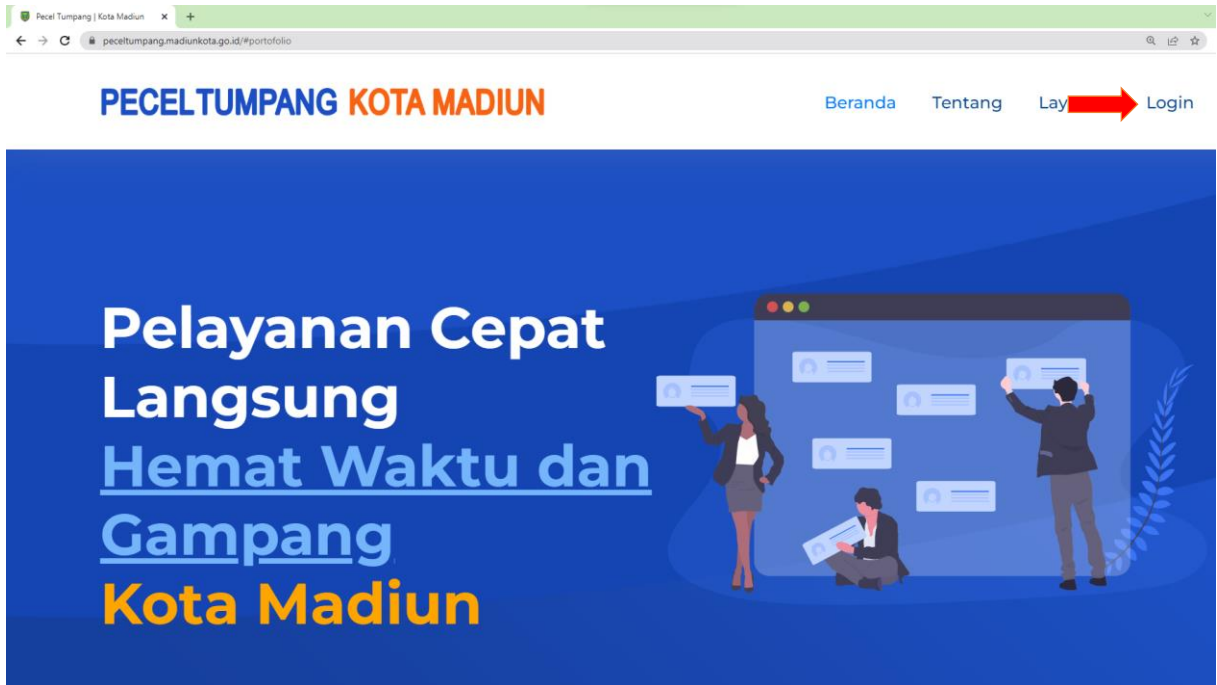 Pecel Tumpang | Kota Madiun
peceltumpang.madiunkota.go.id/#portofolio
PECELTUMPANG KOTA MADIUN
Beranda Tentang Lay Login
Pelayanan Cepat
Langsung
Hemat Waktu dan
Gampang
Kota Madiun